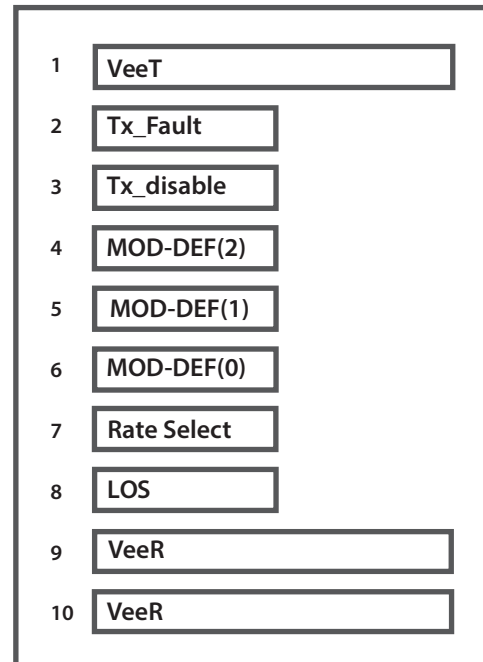 1 VeeT
2 Tx_Fault
3 Tx_disable
4 MOD-DEF(2)
5 MOD-DEF(1)
6 MOD-DEF(0)
7 Rate Select
8 LOS
9 VeeR
10 VeeR